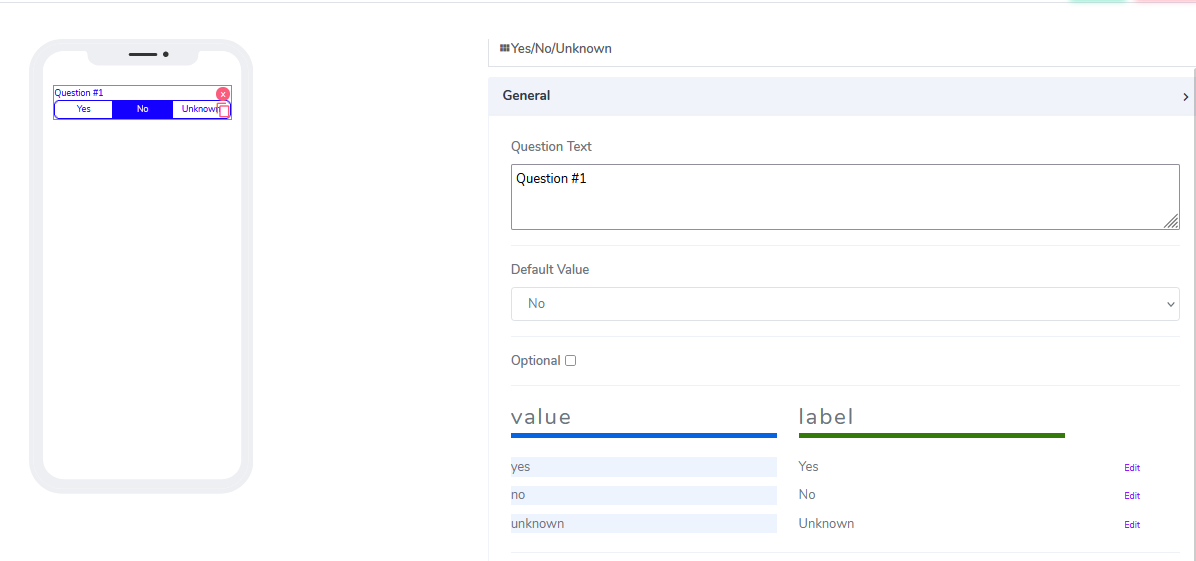 Question #1
Yes No Unknown
Yes/No/Unknown
General
Question Text
Question #1
Default Value
No
Optional
value label
yes Yes Edit
no No Edit
unknown Unknown Edit